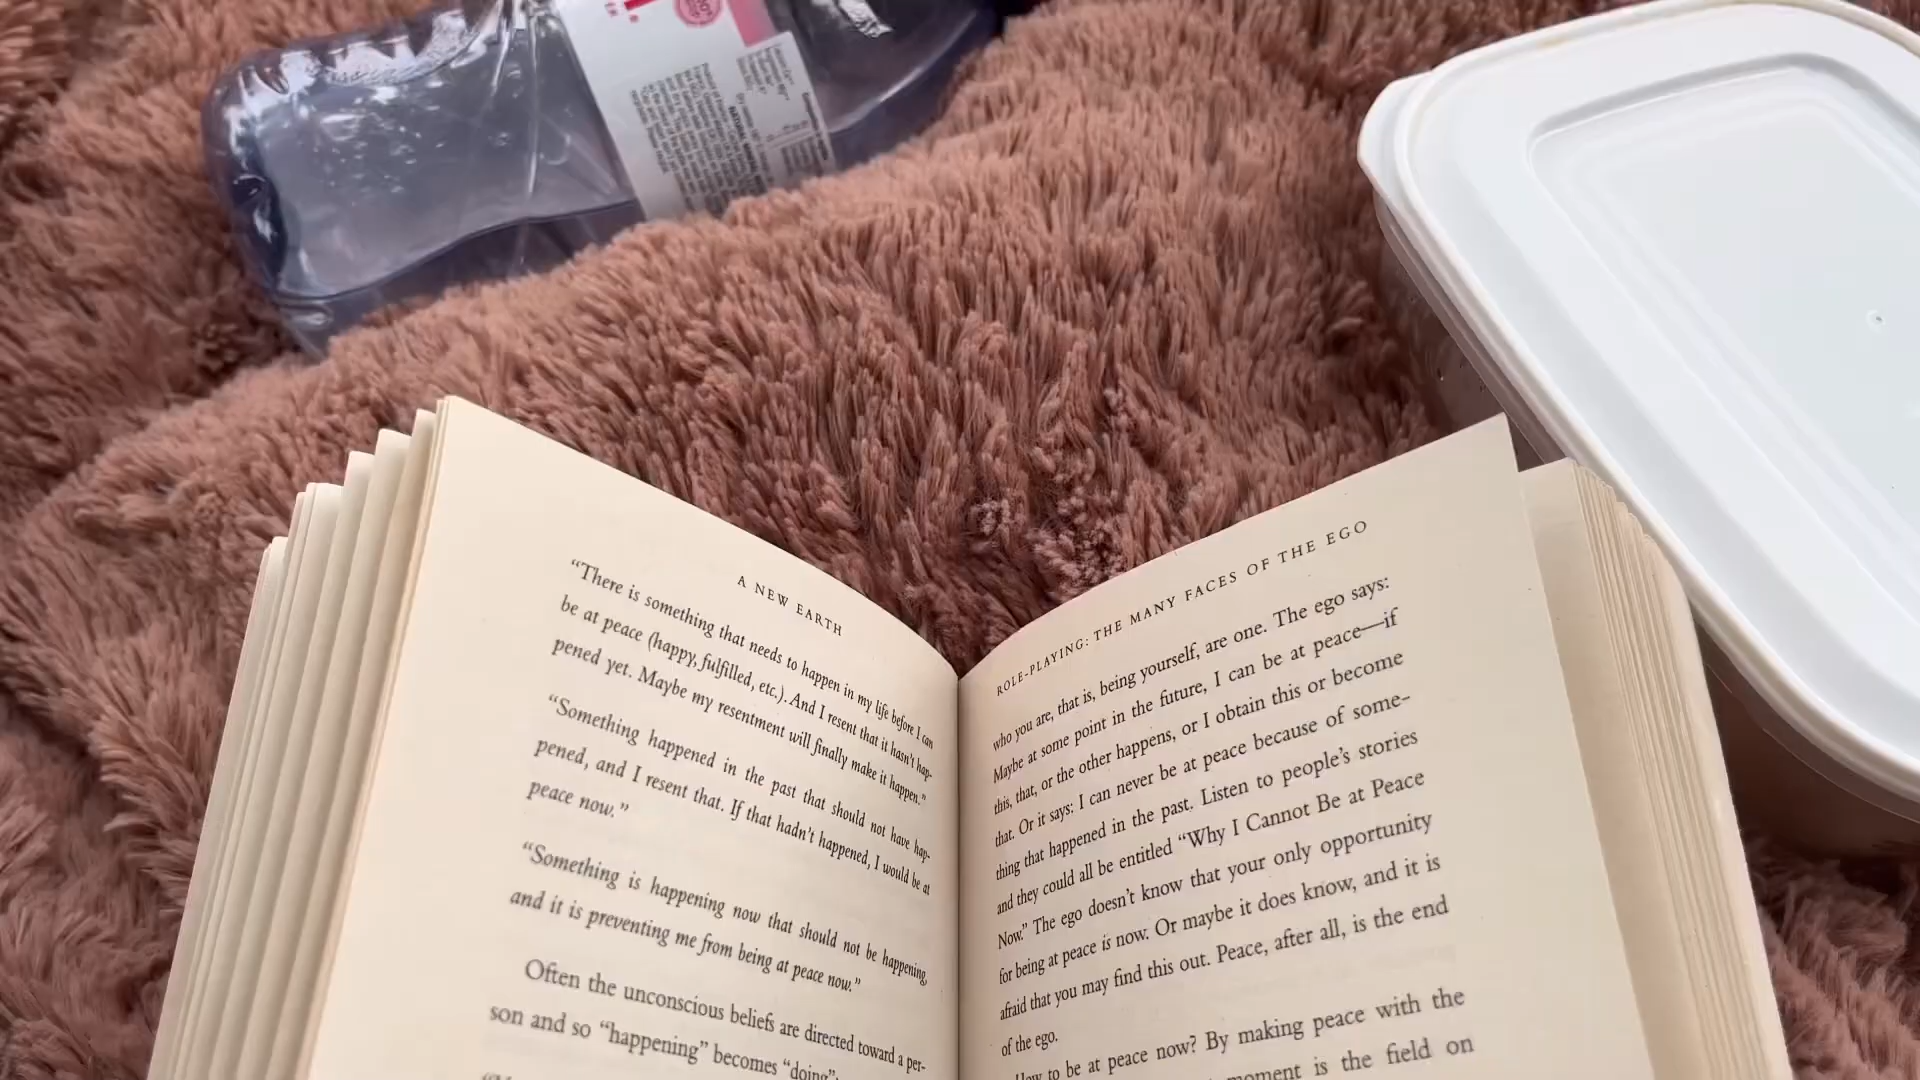 A NEW EARTH
“There is something that needs to happen in my life before I can
be at peace (happy, fulfilled, etc.). And I resent that it hasn’t hap-
pened yet. Maybe my resentment will finally make it happen.”
“Something happened in the past that should not have hap-
pened, and I resent that. If that hadn’t happened, I would be at
peace now.”
“Something is happening now that should not be happening,
and it is preventing me from being at peace now.”
Often the unconscious beliefs are directed toward a per-
son and so “happening” becomes “doing”:
ROLE-PLAYING: THE MANY FACES OF THE EGO
who you are, that is, being yourself, are one. The ego says:
Maybe at some point in the future, I can be at peace—if
this, that, or the other happens, or I obtain this or become
that. Or it says: I can never be at peace because of some-
thing that happened in the past. Listen to people’s stories
and they could all be entitled “Why I Cannot Be at Peace
Now.” The ego doesn’t know that your only opportunity
for being at peace is now. Or maybe it does know, and it is
afraid that you may find this out. Peace, after all, is the end
of the ego.
How to be at peace now? By making peace with the
moment is the field on